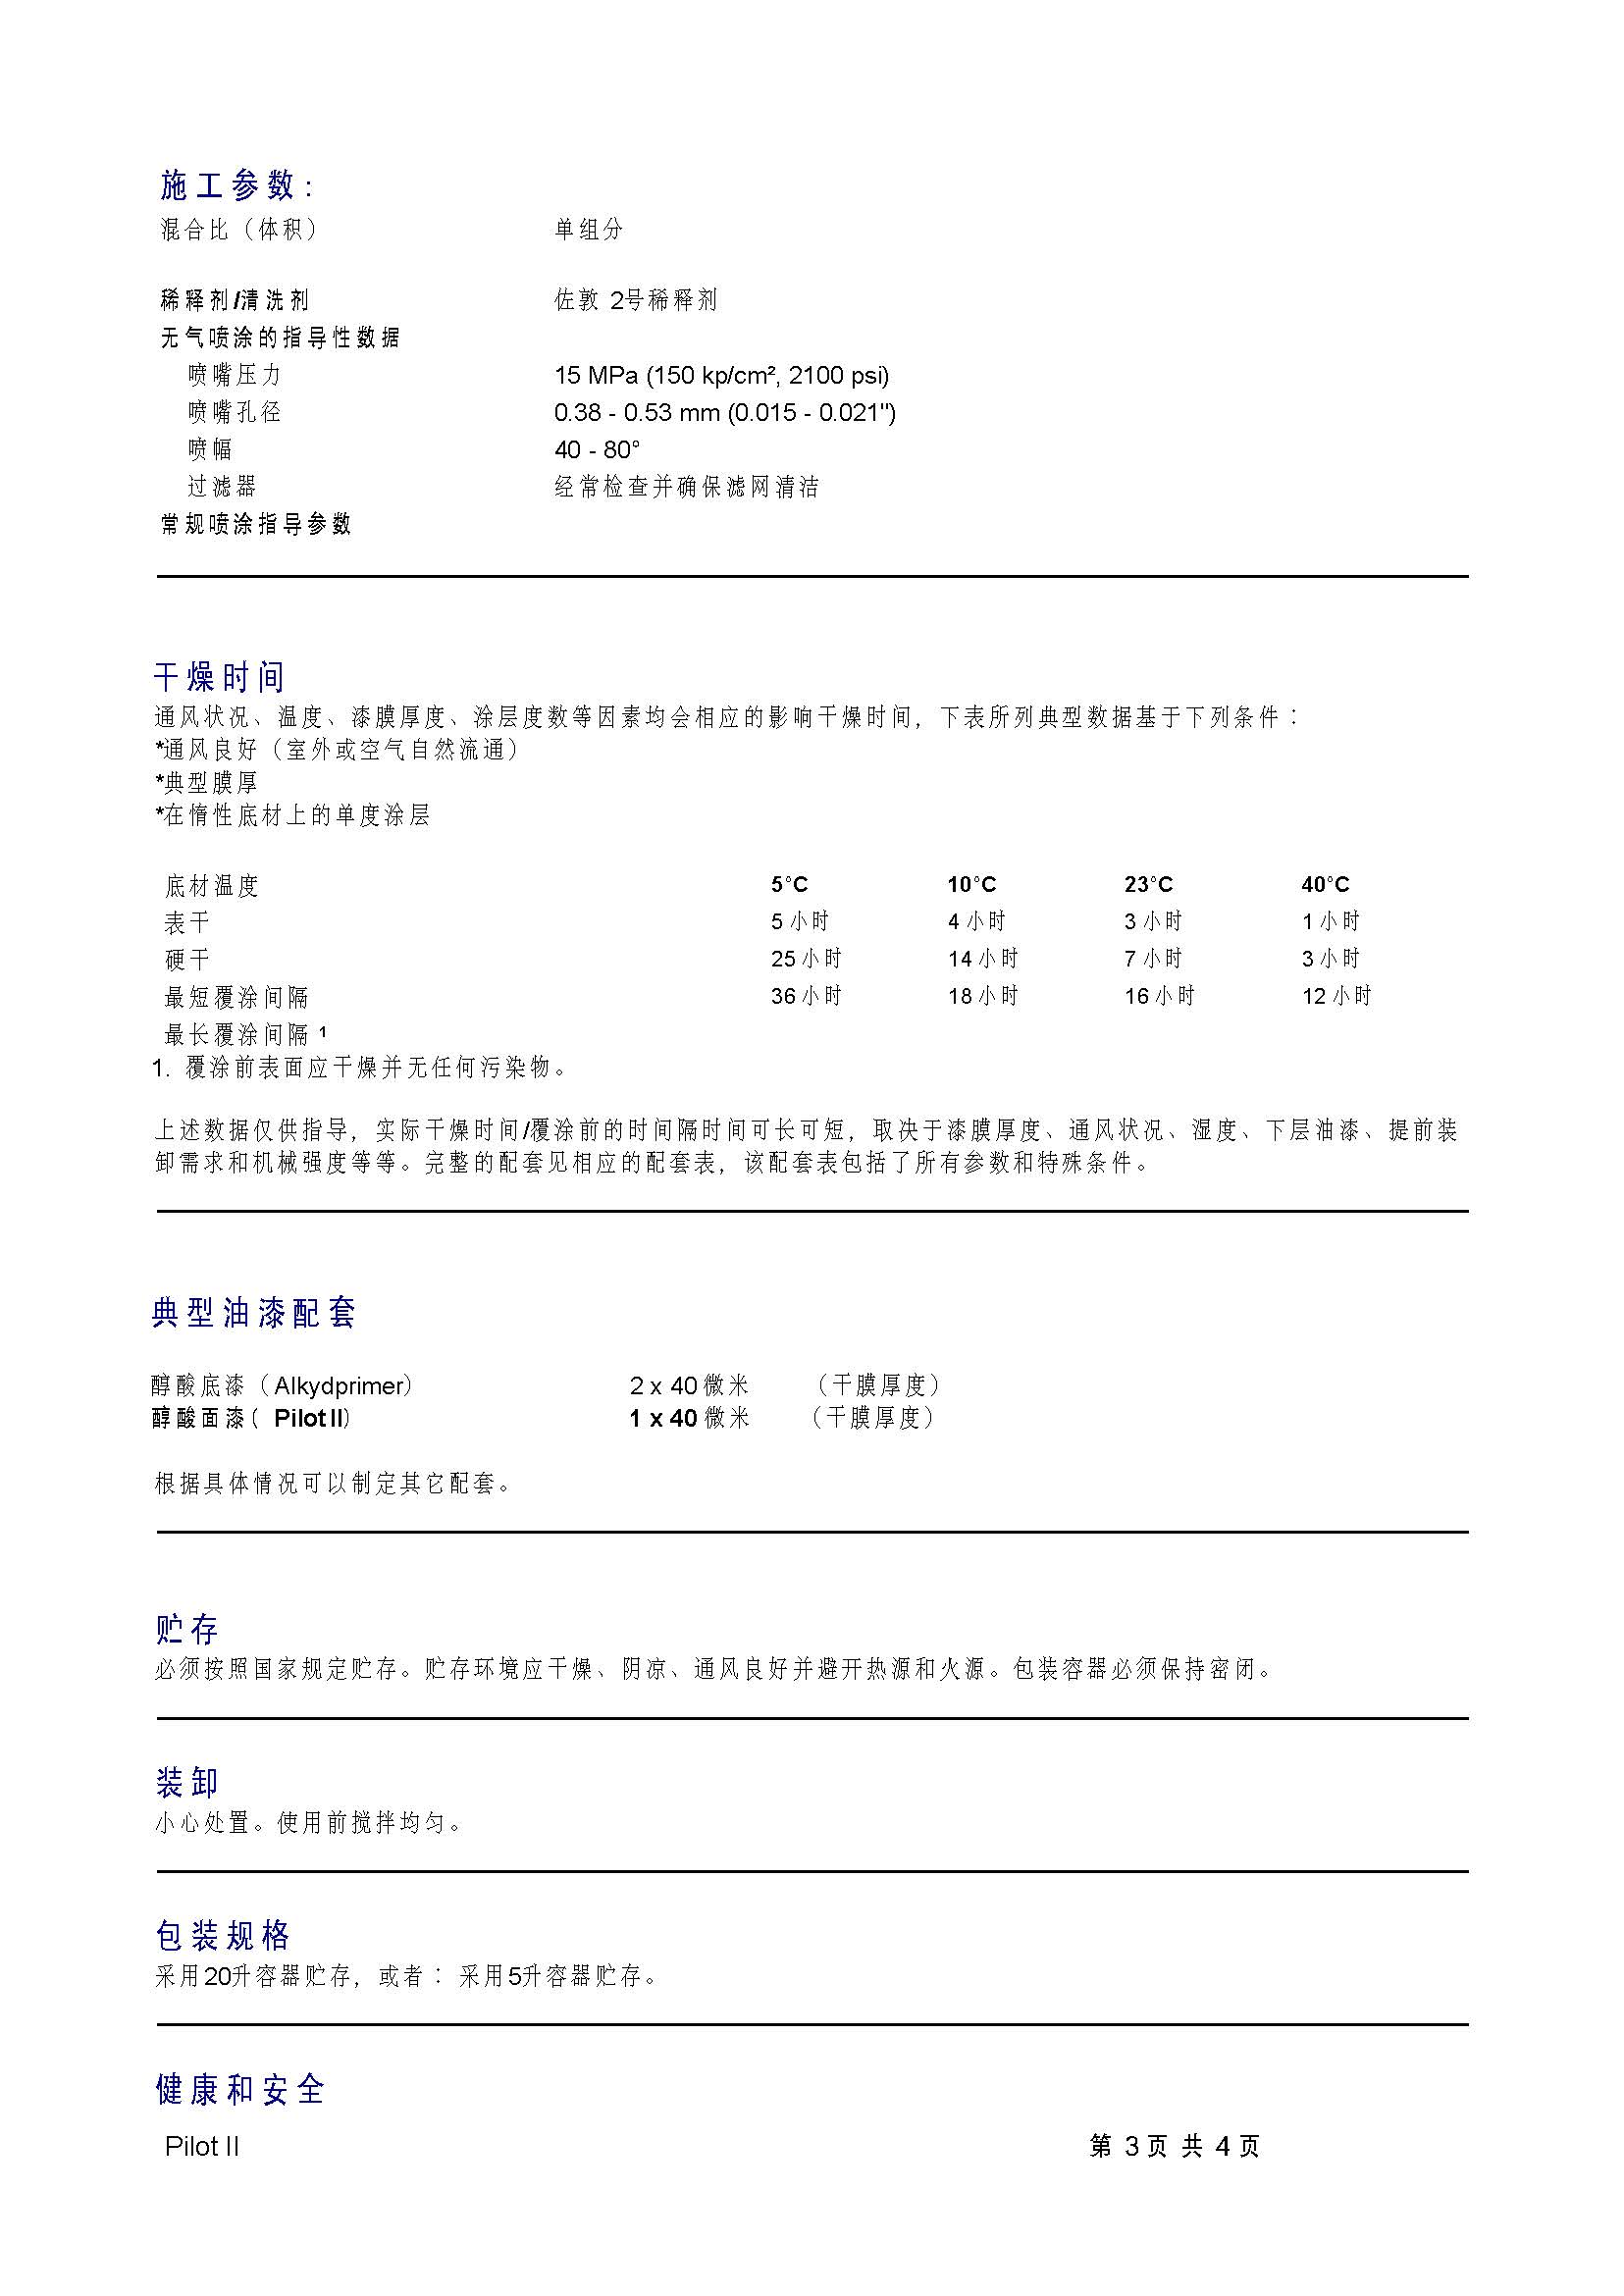 施工参数:
混合比（体积） 单组分
稀释剂/清洗剂 佐敦 2号稀释剂
无气喷涂的指导性数据
喷嘴压力 15 MPa (150 kp/cm², 2100 psi)
喷嘴孔径 0.38 - 0.53 mm (0.015 - 0.021")
喷幅 40 - 80°
过滤器 经常检查并确保滤网清洁
常规喷涂指导参数
干燥时间
通风状况、温度、漆膜厚度、涂层度数等因素均会相应的影响干燥时间，下表所列典型数据基于下列条件：
*通风良好（室外或空气自然流通）
*典型膜厚
*在惰性底材上的单度涂层
底材温度 5°C 10°C 23°C 40°C
表干 5 小时 4 小时 3 小时 1 小时
硬干 25 小时 14 小时 7 小时 3 小时
最短覆涂间隔 36 小时 18 小时 16 小时 12 小时
最长覆涂间隔 1
1. 覆涂前表面应干燥并无任何污染物。
上述数据仅供指导，实际干燥时间/覆涂前的时间隔时间可长可短，取决于漆膜厚度、通风状况、湿度、下层油漆、提前装
卸需求和机械强度等等。完整的配套见相应的配套表，该配套表包括了所有参数和特殊条件。
典型油漆配套
醇酸底漆（Alkydprimer） 2 x 40 微米 （干膜厚度）
醇酸面漆( Pilot II) 1 x 40 微米 （干膜厚度）
根据具体情况可以制定其它配套。
贮存
必须按照国家规定贮存。贮存环境应干燥、阴凉、通风良好并避开热源和火源。包装容器必须保持密闭。
装卸
小心处置。使用前搅拌均匀。
包装规格
采用20升容器贮存，或者：采用5升容器贮存。
健康和安全
Pilot II 第 3 页 共 4 页